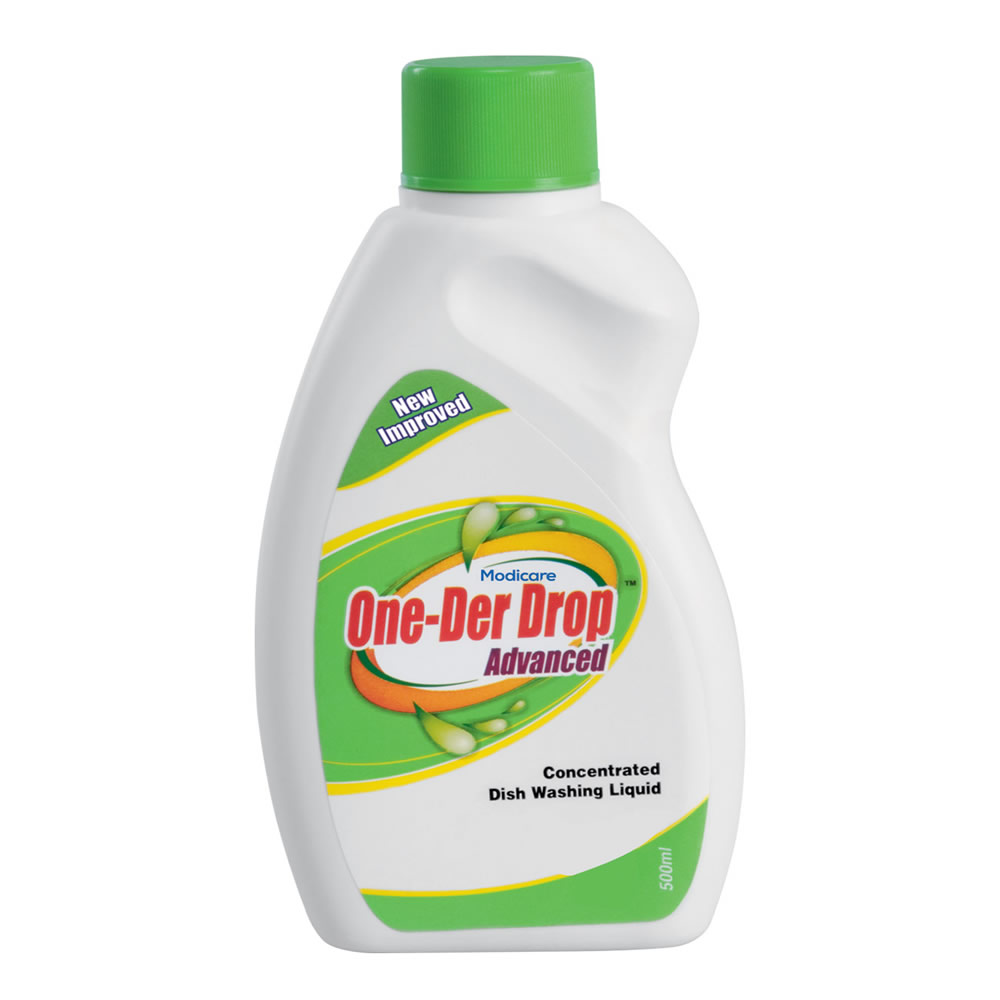 New
Improved
Modicare
One-Der Drop
™
Advanced
Concentrated
Dish Washing Liquid
500ml